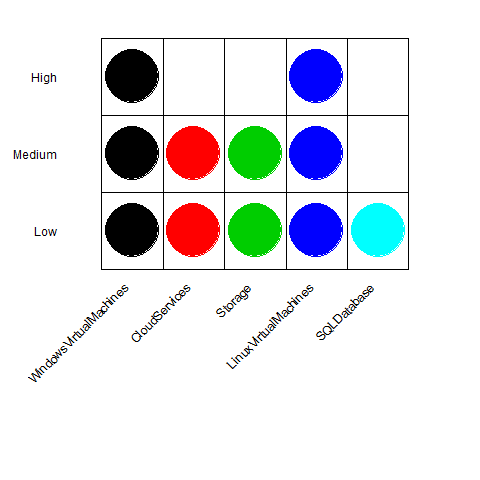 High
Medium
Low
WindowsVirtualMachines
CloudServices
Storage
LinuxVirtualMachines
SQLDatabase